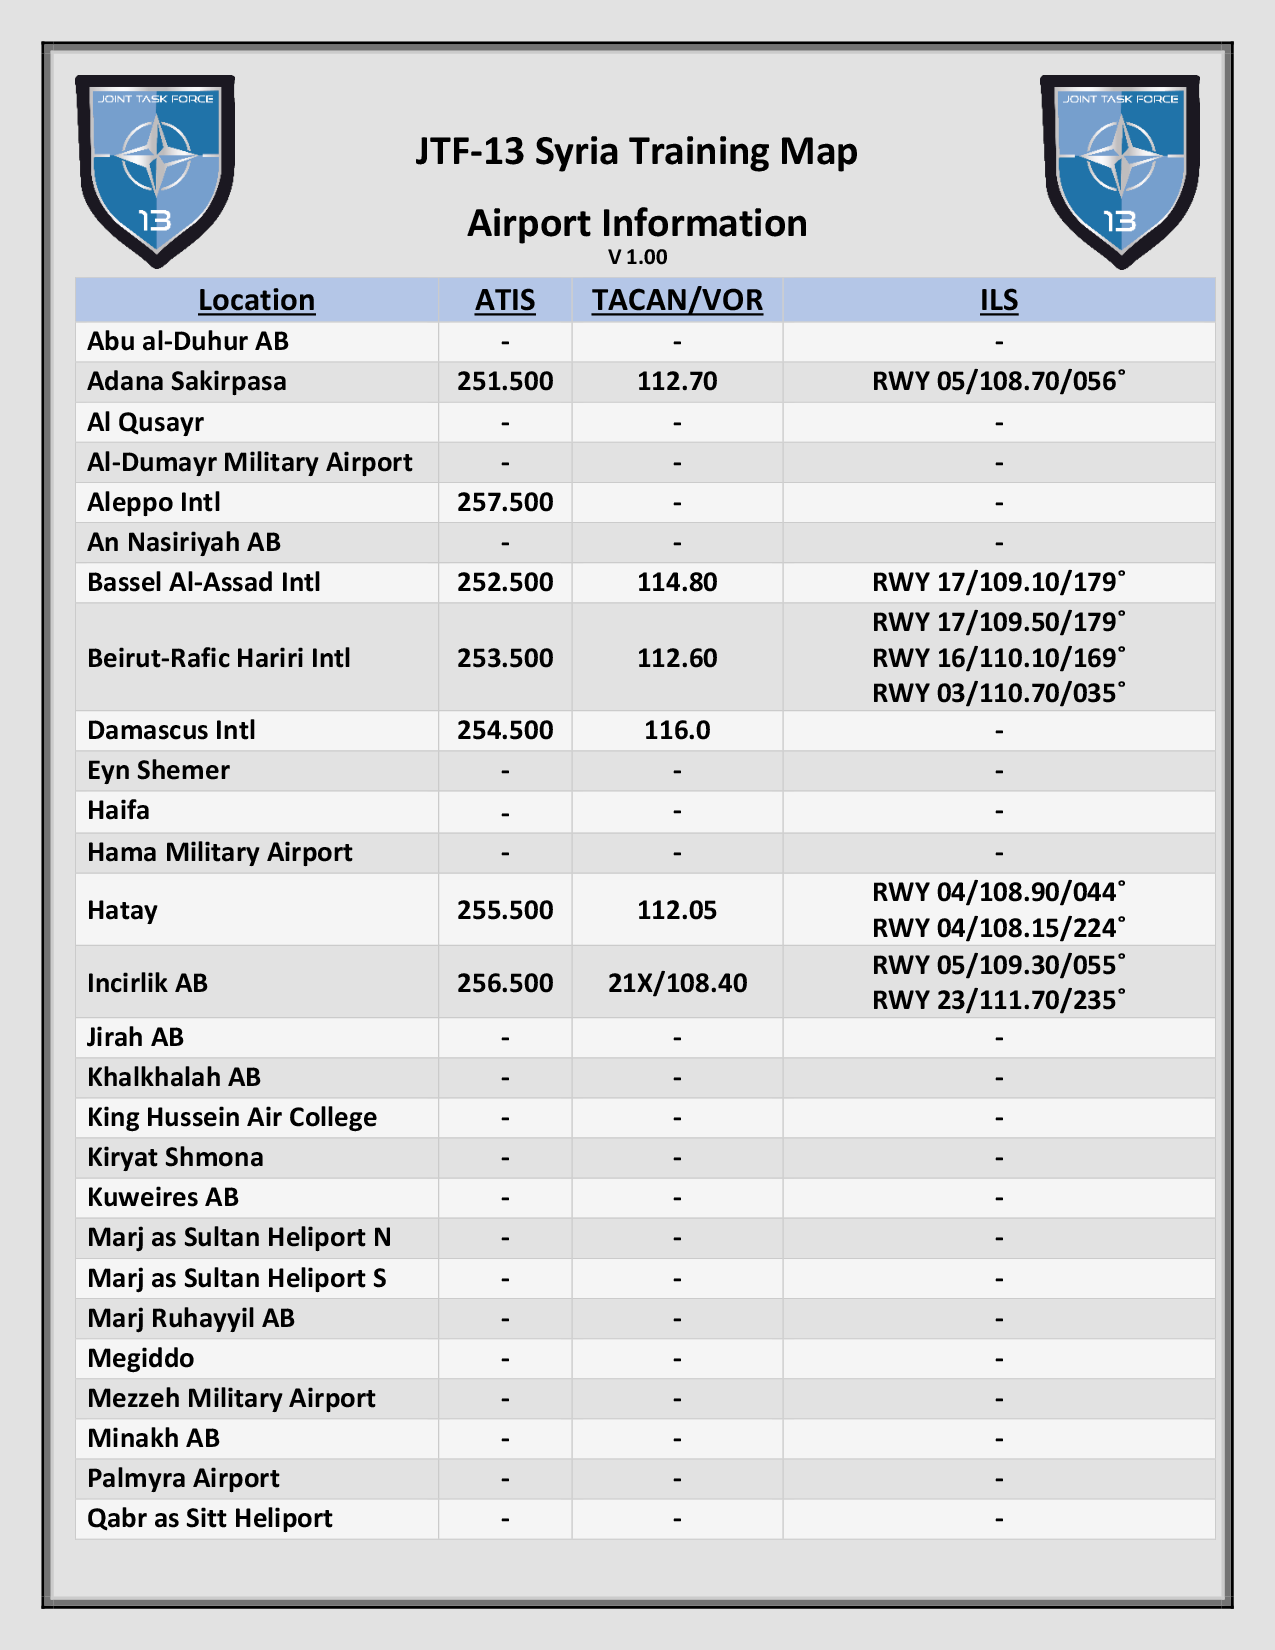 JOINT TASK FORCE
13
JOINT TASK FORCE
13
JTF-13 Syria Training Map
Airport Information
V 1.00
Location ATIS TACAN/VOR ILS
Abu al-Duhur AB - - -
Adana Sakirpasa 251.500 112.70 RWY 05/108.70/056˚
Al Qusayr - - -
Al-Dumayr Military Airport - - -
Aleppo Intl 257.500 - -
An Nasiriyah AB - - -
Bassel Al-Assad Intl 252.500 114.80 RWY 17/109.10/179˚
RWY 17/109.50/179˚
Beirut-Rafic Hariri Intl 253.500 112.60 RWY 16/110.10/169˚
RWY 03/110.70/035˚
Damascus Intl 254.500 116.0 -
Eyn Shemer - - -
Haifa - - -
Hama Military Airport - - -
Hatay 255.500 112.05 RWY 04/108.90/044˚
RWY 04/108.15/224˚
Incirlik AB 256.500 21X/108.40 RWY 05/109.30/055˚
RWY 23/111.70/235˚
Jirah AB - - -
Khalkhalah AB - - -
King Hussein Air College - - -
Kiryat Shmona - - -
Kuweires AB - - -
Marj as Sultan Heliport N - - -
Marj as Sultan Heliport S - - -
Marj Ruhayyil AB - - -
Megiddo - - -
Mezzeh Military Airport - - -
Minakh AB - - -
Palmyra Airport - - -
Qabr as Sitt Heliport - - -